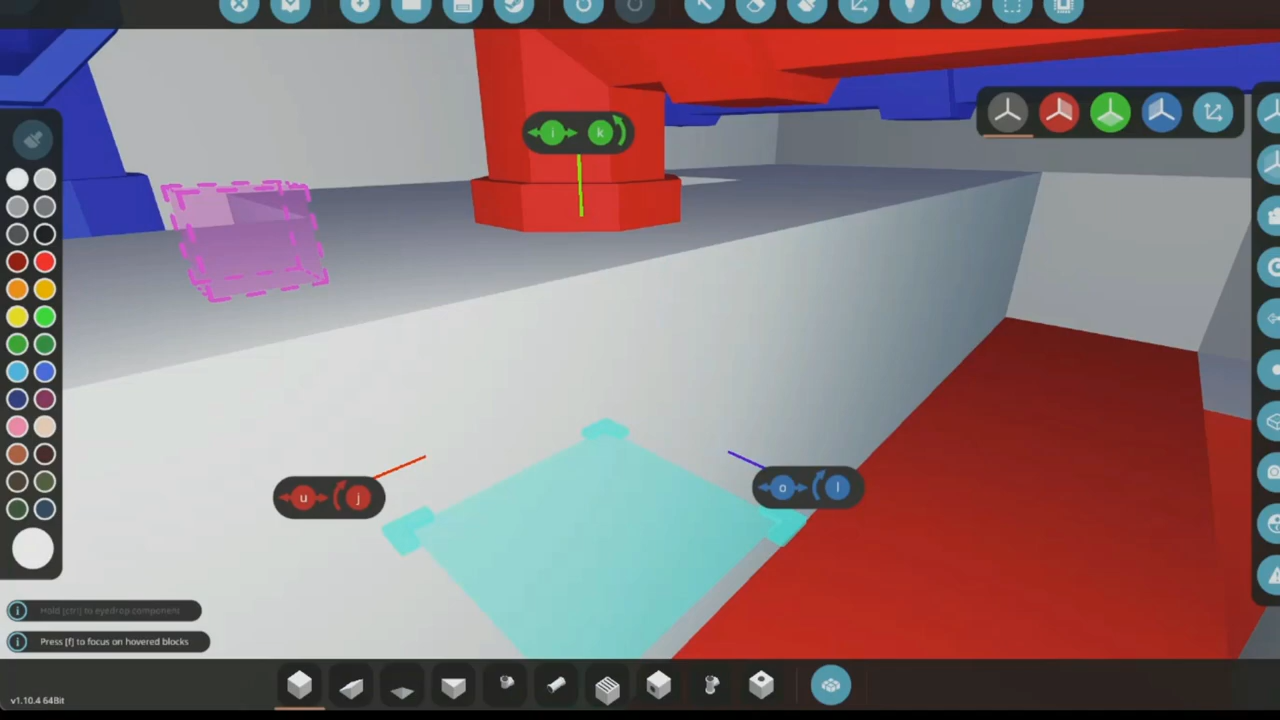 i k
u j
o l
Hold [ctrl] to eyedrop component
Press [f] to focus on hovered blocks
v1.10.4 64Bit